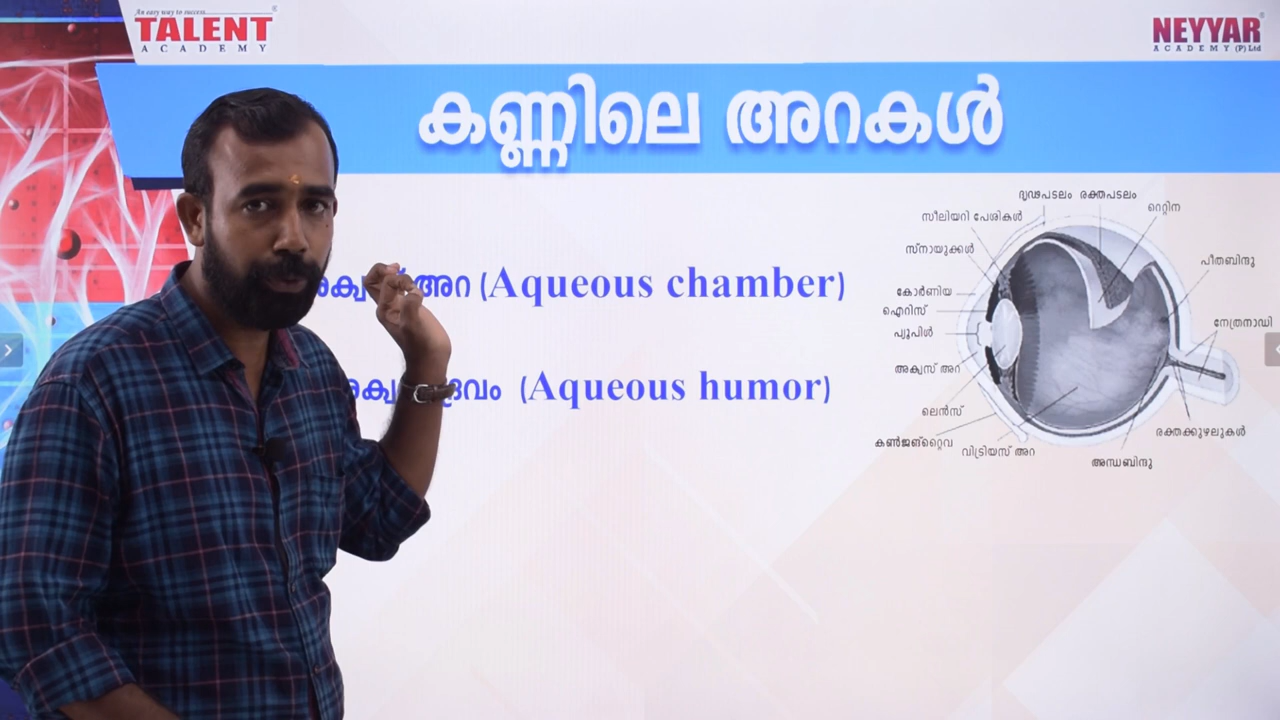 An easy way to success
TALENT
ACADEMY
NEYYAR
ACADEMY (P) Ltd
കണ്ണിലെ അറകൾ
അറ (Aqueous chamber)
(Aqueous humor)
ദൃഢപടലം രക്തപടലം
റെറ്റിന
സീലിയറി പേശികൾ
സ്നായുക്കൾ
പീതബിന്ദു
കോർണിയ
ഐറിസ്
നേത്രനാഡി
പ്യൂപിൾ
അക്വസ് അറ
ലെൻസ്
രക്തക്കുഴലുകൾ
കൺജങ്റ്റൈവ
വിട്രിയസ് അറ
അന്ധബിന്ദു